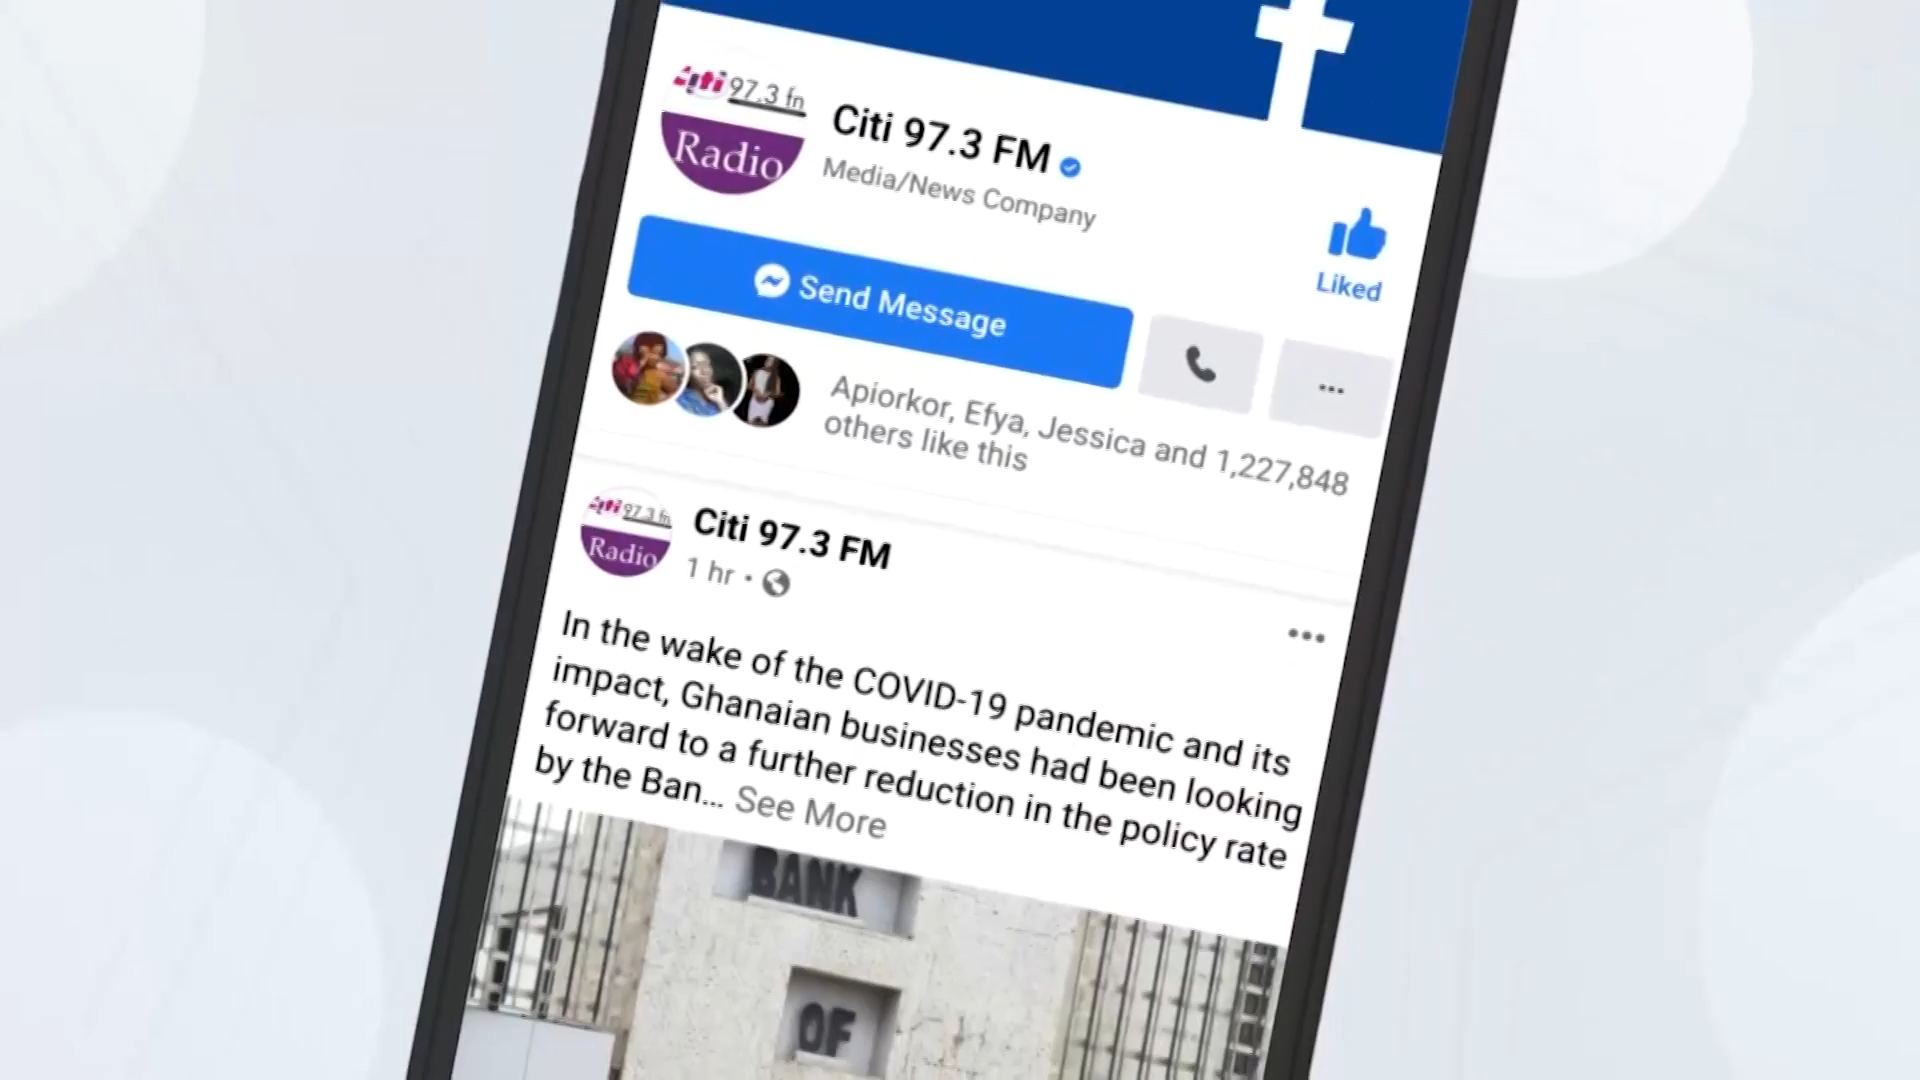 Citi 97.3 fm
Radio
Citi 97.3 FM
Media/News Company
Liked
Send Message
Apiorkor, Efya, Jessica and 1,227,848
others like this
Citi 97.3 fm
Radio
Citi 97.3 FM
1 hr
In the wake of the COVID-19 pandemic and its
impact, Ghanaian businesses had been looking
forward to a further reduction in the policy rate
by the Ban... See More
BANK
OF